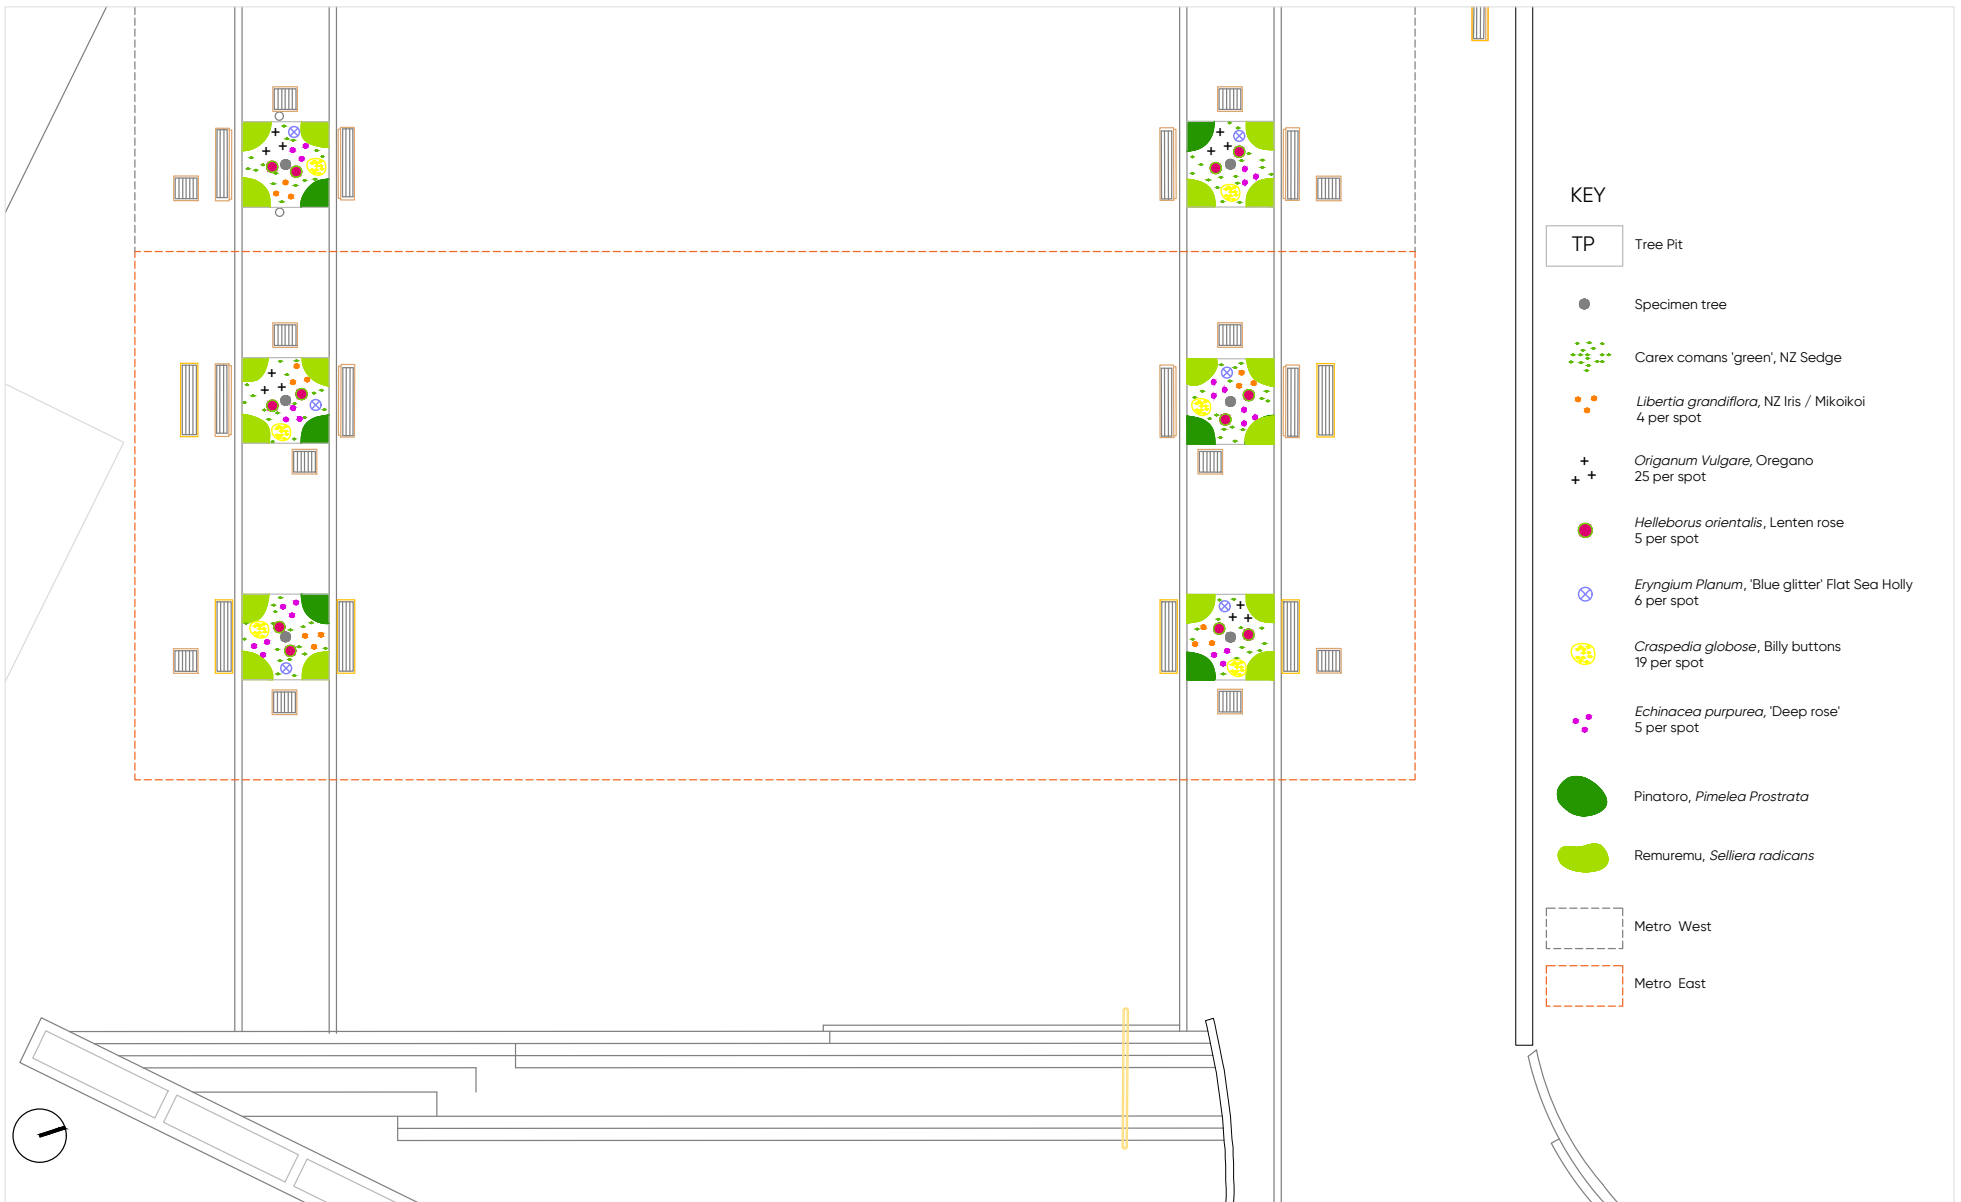 KEY
TP
Tree Pit
Specimen tree
Carex comans 'green', NZ Sedge
Libertia grandiflora, NZ Iris / Mikoikoi
4 per spot
Origanum Vulgare, Oregano
25 per spot
Helleborus orientalis, Lenten rose
5 per spot
Eryngium Planum, 'Blue glitter' Flat Sea Holly
6 per spot
Craspedia globose, Billy buttons
19 per spot
Echinacea purpurea, 'Deep rose'
5 per spot
Pinatoro, Pimelea Prostrata
Remuremu, Selliera radicans
Metro West
Metro East